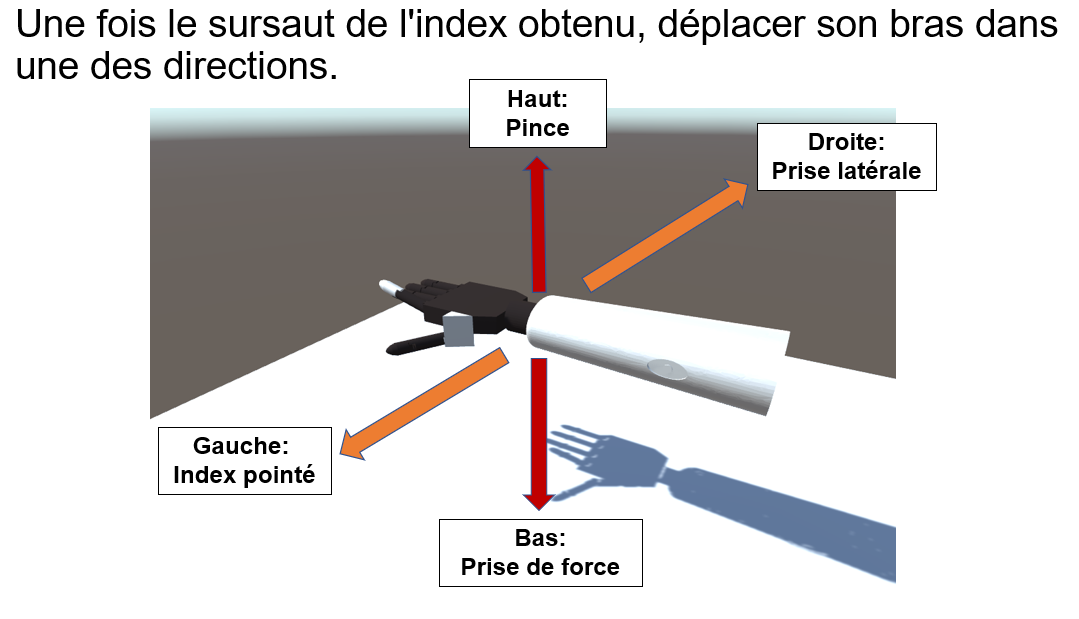 Une fois le sursaut de l'index obtenu, déplacer son bras dans
une des directions.
Haut:
Pince
Droite:
Prise latérale
Gauche:
Index pointé
Bas:
Prise de force